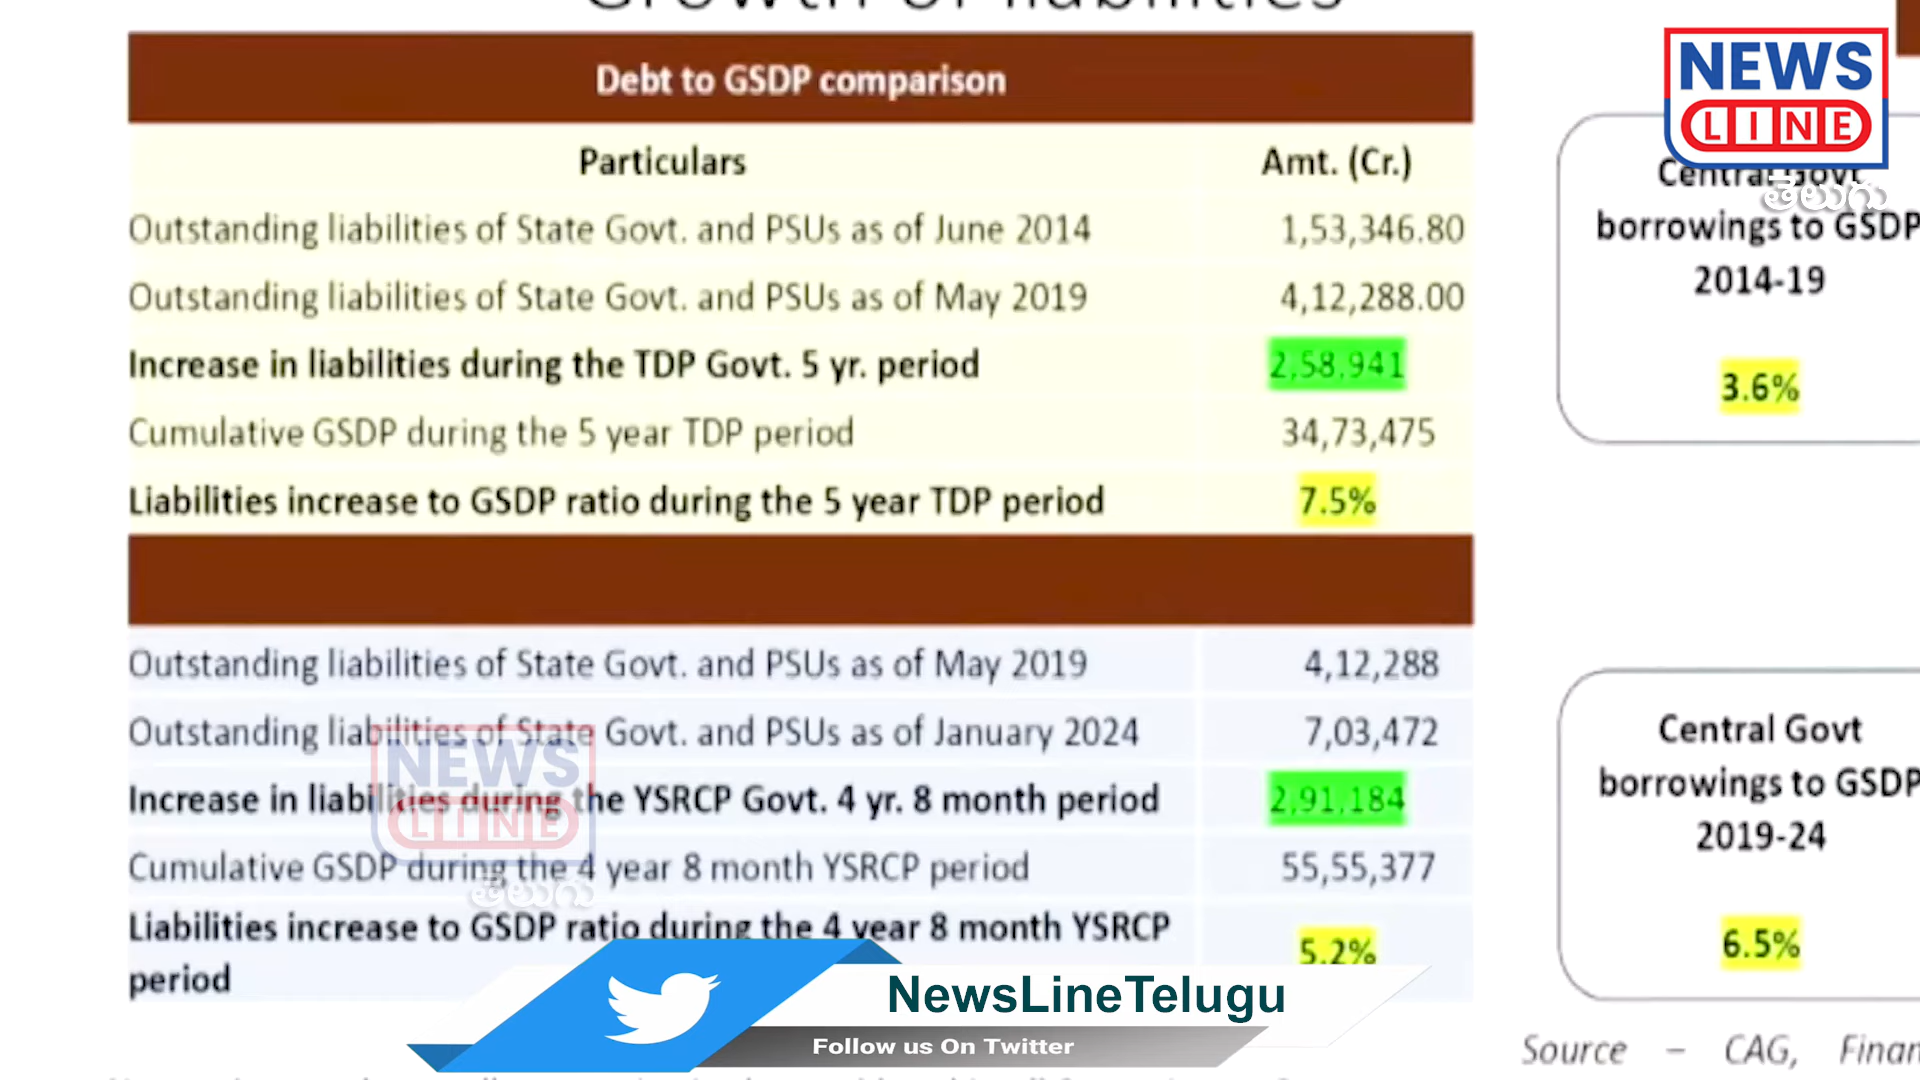 Growth of liabilities
Debt to GSDP comparison
Particulars Amt. (Cr.)
Outstanding liabilities of State Govt. and PSUs as of June 2014 1,53,346.80
Outstanding liabilities of State Govt. and PSUs as of May 2019 4,12,288.00
Increase in liabilities during the TDP Govt. 5 yr. period 2,58,941
Cumulative GSDP during the 5 year TDP period 34,73,475
Liabilities increase to GSDP ratio during the 5 year TDP period 7.5%
Outstanding liabilities of State Govt. and PSUs as of May 2019 4,12,288
Outstanding liabilities of State Govt. and PSUs as of January 2024 7,03,472
Increase in liabilities during the YSRCP Govt. 4 yr. 8 month period 2,91,184
Cumulative GSDP during the 4 year 8 month YSRCP period 55,55,377
Liabilities increase to GSDP ratio during the 4 year 8 month YSRCP
period 5.2%
NEWS
LINE
తెలుగు
Central Govt
borrowings to GSDP
2014-19
3.6%
Central Govt
borrowings to GSDP
2019-24
6.5%
Source – CAG,
NEWS
LINE
తెలుగు
NewsLineTelugu
Follow us On Twitter